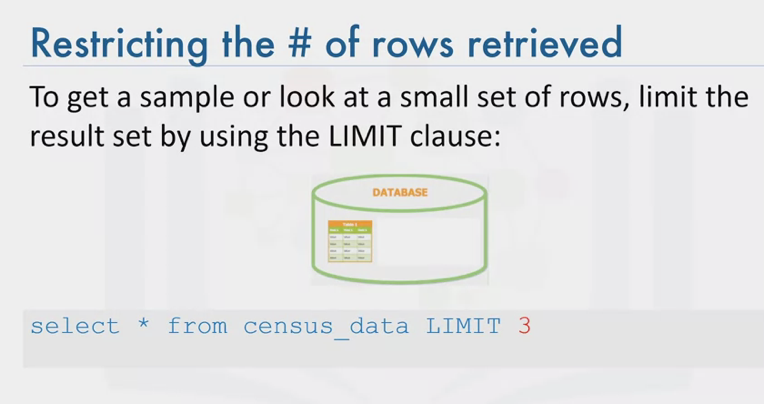 Restricting the # of rows retrieved
To get a sample or look at a small set of rows, limit the
result set by using the LIMIT clause:
DATABASE
Table 1
select * from census_data LIMIT 3